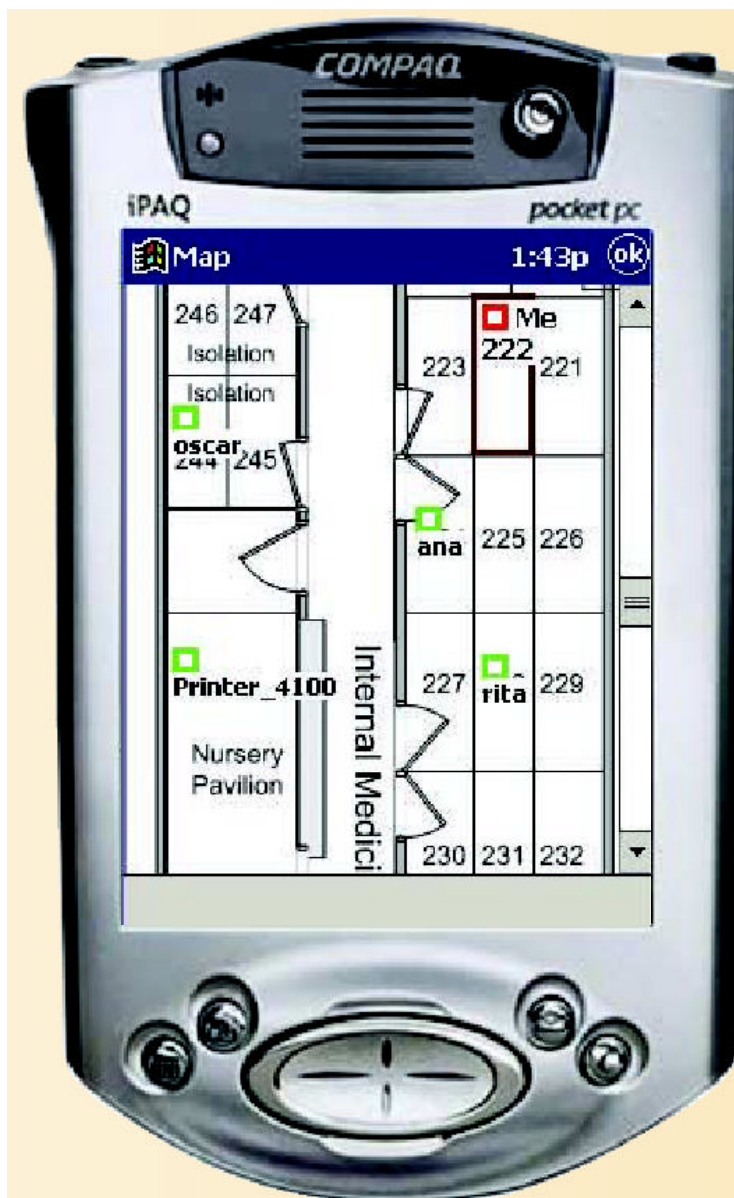 COMPAQ
iPAQ pocket pc
Map 1:43p ok
246 247
Isolation
Isolation
oscar
244 245
Me
222
223 221
ana 225 226
Printer_4100
Nursery
Pavilion
Internal Medici
227 rita 229
230 231 232